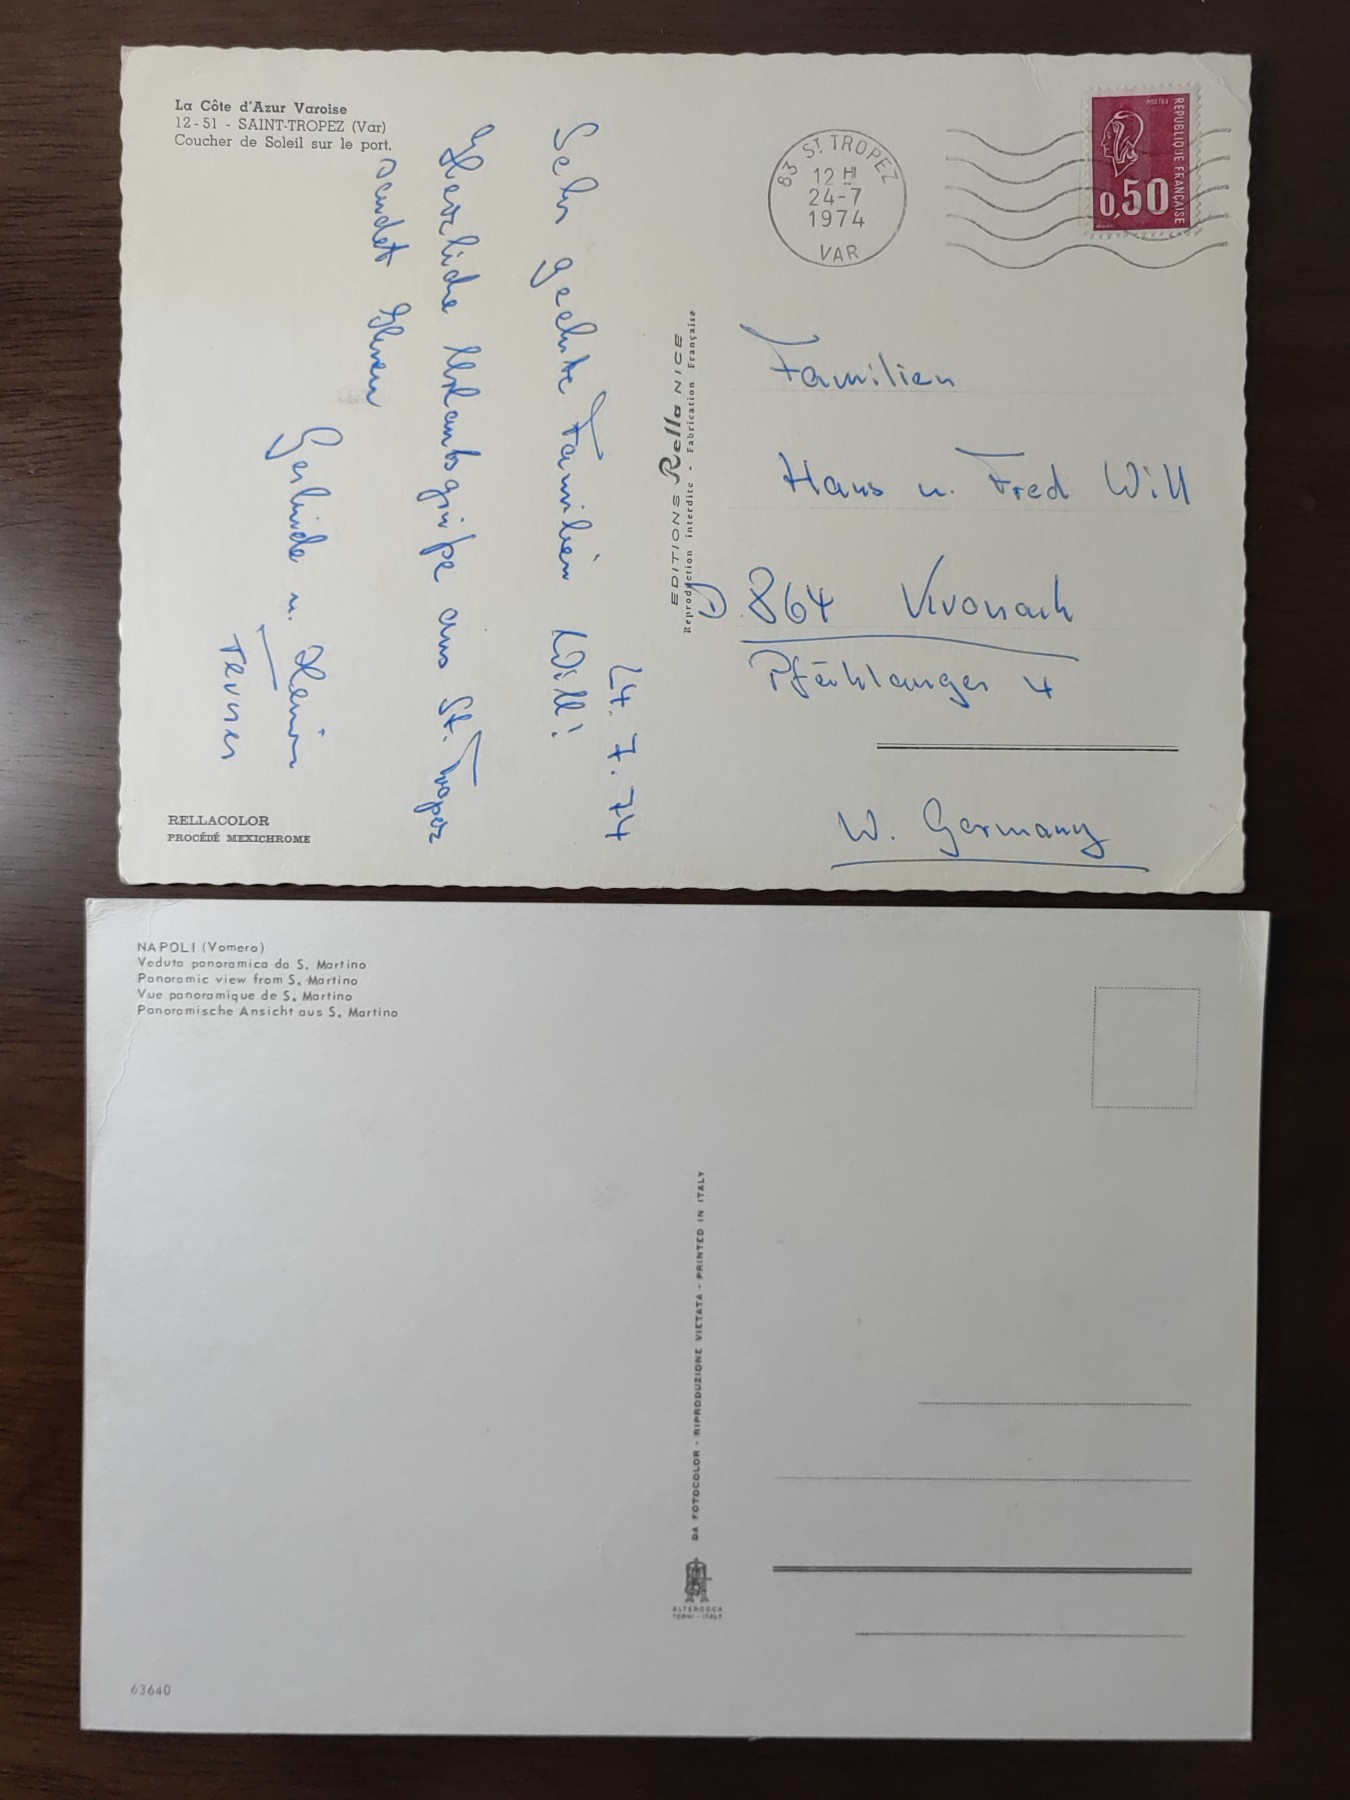 La Côte d'Azur Varoise
12-51 - SAINT-TROPEZ (Var)
Coucher de Soleil sur le port.
24.7.74
Sehr geehrte Familien Will!
Herzliche Urlaubsgrüße aus St. Tropez
sendet Ihnen
Gerlinde u. Heiner
RELLACOLOR
PROCÉDÉ MEXICHROME
EDITIONS Rella NICE
Reproduction interdite - Fabrication Française
83 ST TROPEZ
12 H
24-7
1974
VAR
POSTES
REPUBLIQUE FRANÇAISE
0,50
Familien
Hans u. Fred Will
D 864
4
W. Germany
NAPOLI (Vomero)
Veduta panoramica da S. Martino
Panoramic view from S. Martino
Vue panoramique de S. Martino
Panoramische Ansicht aus S. Martino
DA FOTOCOLOR - RIPRODUZIONE VIETATA - PRINTED IN ITALY
ALTEROCCA
TERNI - ITALY
63640